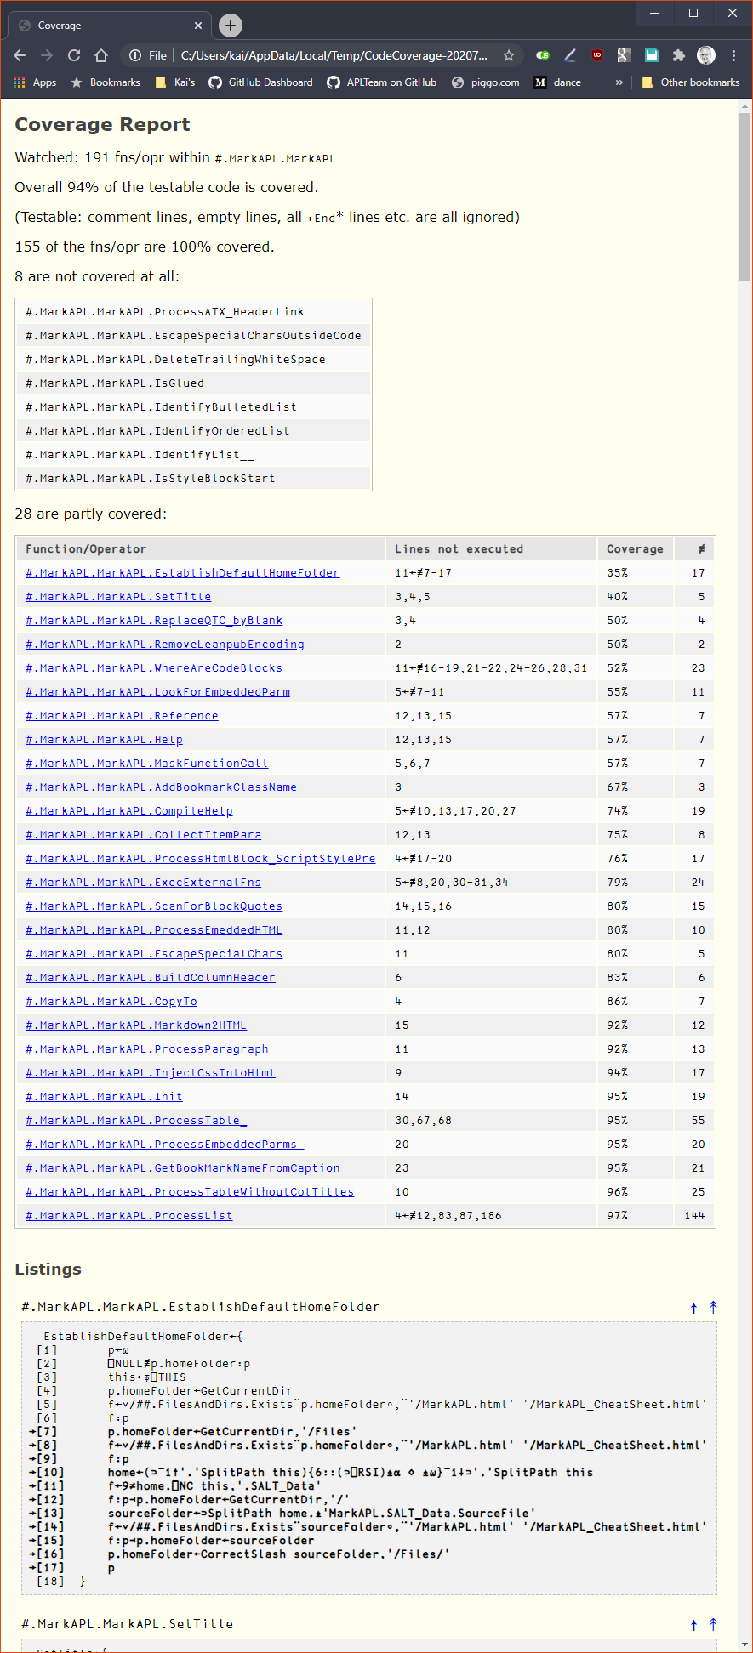 Coverage
File | C:/Users/kai/AppData/Local/Temp/CodeCoverage-20207...
Apps Bookmarks Kai's GitHub Dashboard APLTeam on GitHub piggo.com dance » Other bookmarks
Coverage Report
Watched: 191 fns/opr within #.MarkAPL.MarkAPL
Overall 94% of the testable code is covered.
(Testable: comment lines, empty lines, all :End* lines etc. are all ignored)
155 of the fns/opr are 100% covered.
8 are not covered at all:
#.MarkAPL.MarkAPL.ProcessATX_HeaderLink
#.MarkAPL.MarkAPL.EscapeSpecialCharsOutsideCode
#.MarkAPL.MarkAPL.DeleteTrailingWhiteSpace
#.MarkAPL.MarkAPL.IsGlued
#.MarkAPL.MarkAPL.IdentifyBulletedList
#.MarkAPL.MarkAPL.IdentifyOrderedList
#.MarkAPL.MarkAPL.IdentifyList__
#.MarkAPL.MarkAPL.IsStyleBlockStart
28 are partly covered:
Function/Operator Lines not executed Coverage ≢
#.MarkAPL.MarkAPL.EstablishDefaultHomeFolder 11←≢7-17 35% 17
#.MarkAPL.MarkAPL.SetTitle 3,4,5 40% 5
#.MarkAPL.MarkAPL.ReplaceQTC_byBlank 3,4 50% 4
#.MarkAPL.MarkAPL.RemoveLeanpubEncoding 2 50% 2
#.MarkAPL.MarkAPL.WhereAreCodeBlocks 11←≢16-19,21-22,24-26,28,31 52% 23
#.MarkAPL.MarkAPL.LookForEmbeddedParm 5←≢7-11 55% 11
#.MarkAPL.MarkAPL.Reference 12,13,15 57% 7
#.MarkAPL.MarkAPL.Help 12,13,15 57% 7
#.MarkAPL.MarkAPL.MaskFunctionCall 5,6,7 57% 7
#.MarkAPL.MarkAPL.AddBookmarkClassName 3 67% 3
#.MarkAPL.MarkAPL.CompileHelp 5←≢10,13,17,20,27 74% 19
#.MarkAPL.MarkAPL.CollectItemPara 12,13 75% 8
#.MarkAPL.MarkAPL.ProcessHtmlBlock_ScriptStylePre 4←≢17-20 76% 17
#.MarkAPL.MarkAPL.ExecExternalFns 5←≢8,20,30-31,34 79% 24
#.MarkAPL.MarkAPL.ScanForBlockQuotes 14,15,16 80% 15
#.MarkAPL.MarkAPL.ProcessEmeddedHTML 11,12 80% 10
#.MarkAPL.MarkAPL.EscapeSpecialChars 11 80% 5
#.MarkAPL.MarkAPL.BuildColumnHeader 6 83% 6
#.MarkAPL.MarkAPL.CopyTo 4 86% 7
#.MarkAPL.MarkAPL.Markdown2HTML 15 92% 12
#.MarkAPL.MarkAPL.ProcessParagraph 11 92% 13
#.MarkAPL.MarkAPL.InjectCssIntoHtml 9 94% 17
#.MarkAPL.MarkAPL.Init 14 95% 19
#.MarkAPL.MarkAPL.ProcessTable_ 30,67,68 95% 55
#.MarkAPL.MarkAPL.ProcessEmbeddedParms_ 20 95% 20
#.MarkAPL.MarkAPL.GetBookMarkNameFromCaption 23 95% 21
#.MarkAPL.MarkAPL.ProcessTableWithoutColTitles 10 96% 25
#.MarkAPL.MarkAPL.ProcessList 4←≢12,83,87,186 97% 144
Listings
#.MarkAPL.MarkAPL.EstablishDefaultHomeFolder ↑ ↟
EstablishDefaultHomeFolder←{
[1] p←⍵
[2] ⎕NULL≢p.homeFolder:p
[3] this←⍕⎕THIS
[4] p.homeFolder←GetCurrentDir
[5] f←∨/##.FilesAndDirs.Exists¨p.homeFolder∘,¨'/MarkAPL.html' '/MarkAPL_CheatSheet.html'
[6] f:p
→[7] p.homeFolder←GetCurrentDir,'/Files'
→[8] f←∨/##.FilesAndDirs.Exists¨p.homeFolder∘,¨'/MarkAPL.html' '/MarkAPL_CheatSheet.html'
→[9] f:p
→[10] home←(⊃¯1↑'.'SplitPath this){6::(⊃⎕RSI)⍎⍺ ⋄ ⍎⍵}¯1↓⊃'.'SplitPath this
→[11] f←9≠home.⎕NC this,'.SALT_Data'
→[12] f:p⊣p.homeFolder←GetCurrentDir,'/'
→[13] sourceFolder←⊃SplitPath home.⍎'MarkAPL.SALT_Data.SourceFile'
→[14] f←∨/##.FilesAndDirs.Exists¨sourceFolder∘,¨'/MarkAPL.html' '/MarkAPL_CheatSheet.html'
→[15] f:p⊣p.homeFolder←sourceFolder
→[16] p.homeFolder←CorrectSlash sourceFolder,'/Files/'
→[17] p
[18] }
#.MarkAPL.MarkAPL.SetTitle ↑ ↟